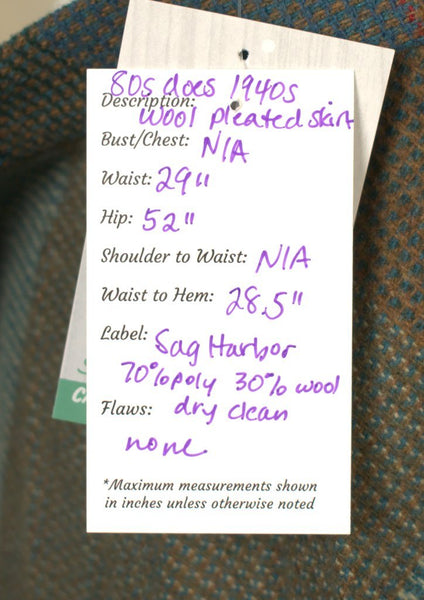 80s does 1940s
Description:
wool pleated skirt
Bust/Chest: N/A
Waist: 29"
Hip: 52"
Shoulder to Waist: N/A
Waist to Hem: 28.5"
Label: Sag Harbor
70% poly 30% wool
Flaws: dry clean
none
*Maximum measurements shown
in inches unless otherwise noted